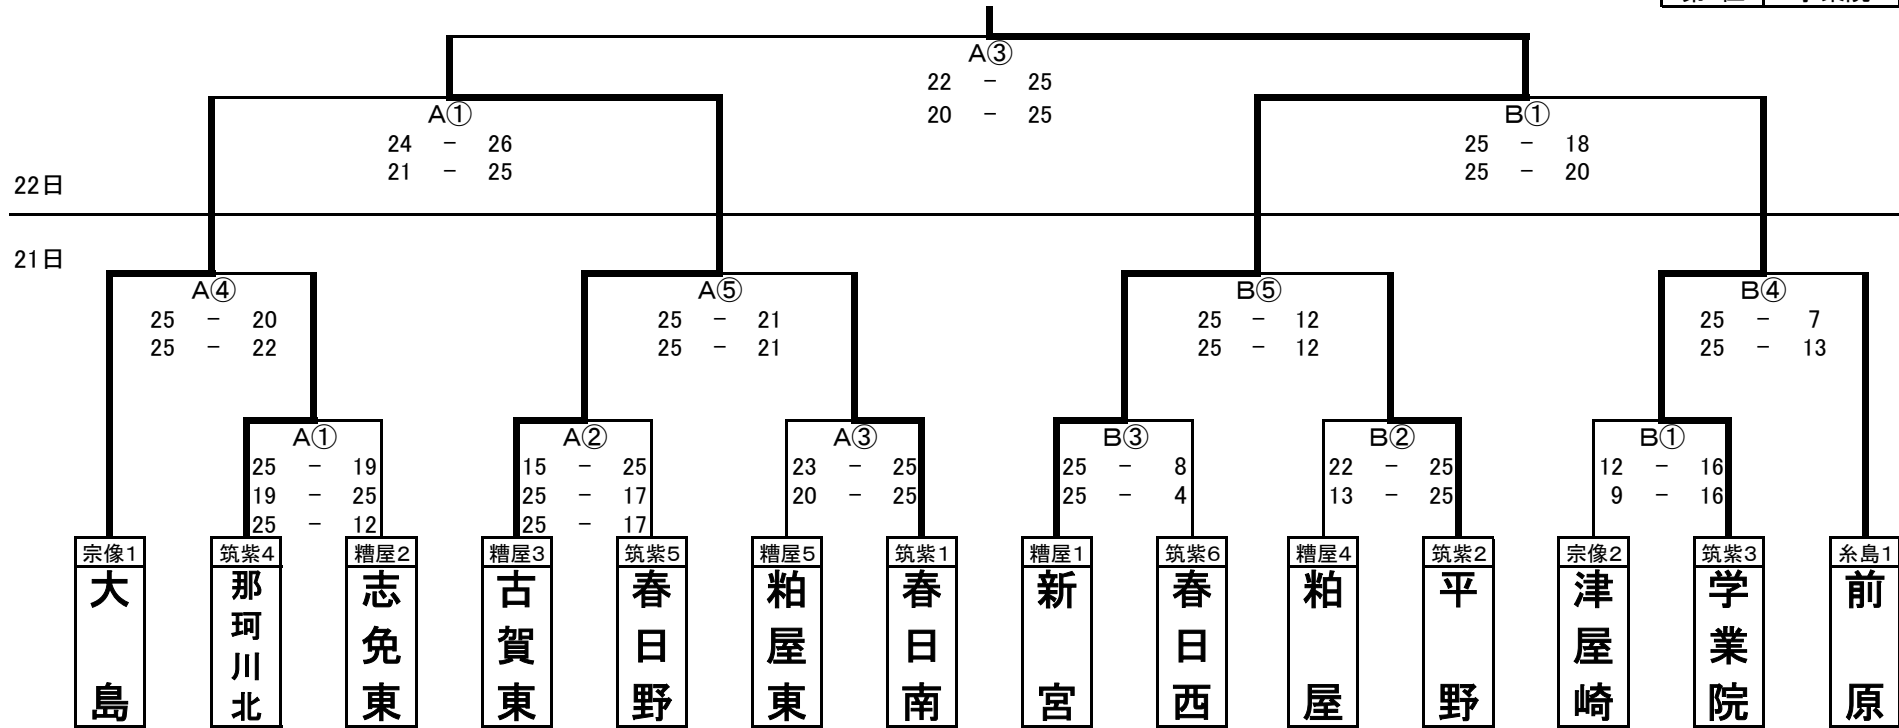 A③
22 － 25
20 － 25
A①
24 － 26
21 － 25
B①
25 － 18
25 － 20
22日
21日
A④
25 － 20
25 － 22
A⑤
25 － 21
25 － 21
B⑤
25 － 12
25 － 12
B④
25 － 7
25 － 13
A①
25 － 19
19 － 25
25 － 12
A②
15 － 25
25 － 17
25 － 17
A③
23 － 25
20 － 25
B③
25 － 8
25 － 4
B②
22 － 25
13 － 25
B①
12 － 16
9 － 16
宗像1
大島
筑紫4
那珂川北
糟屋2
志免東
糟屋3
古賀東
筑紫5
春日野
糟屋5
粕屋東
筑紫1
春日南
糟屋1
新宮
筑紫6
春日西
糟屋4
粕屋
筑紫2
平野
宗像2
津屋崎
筑紫3
学業院
糸島1
前原